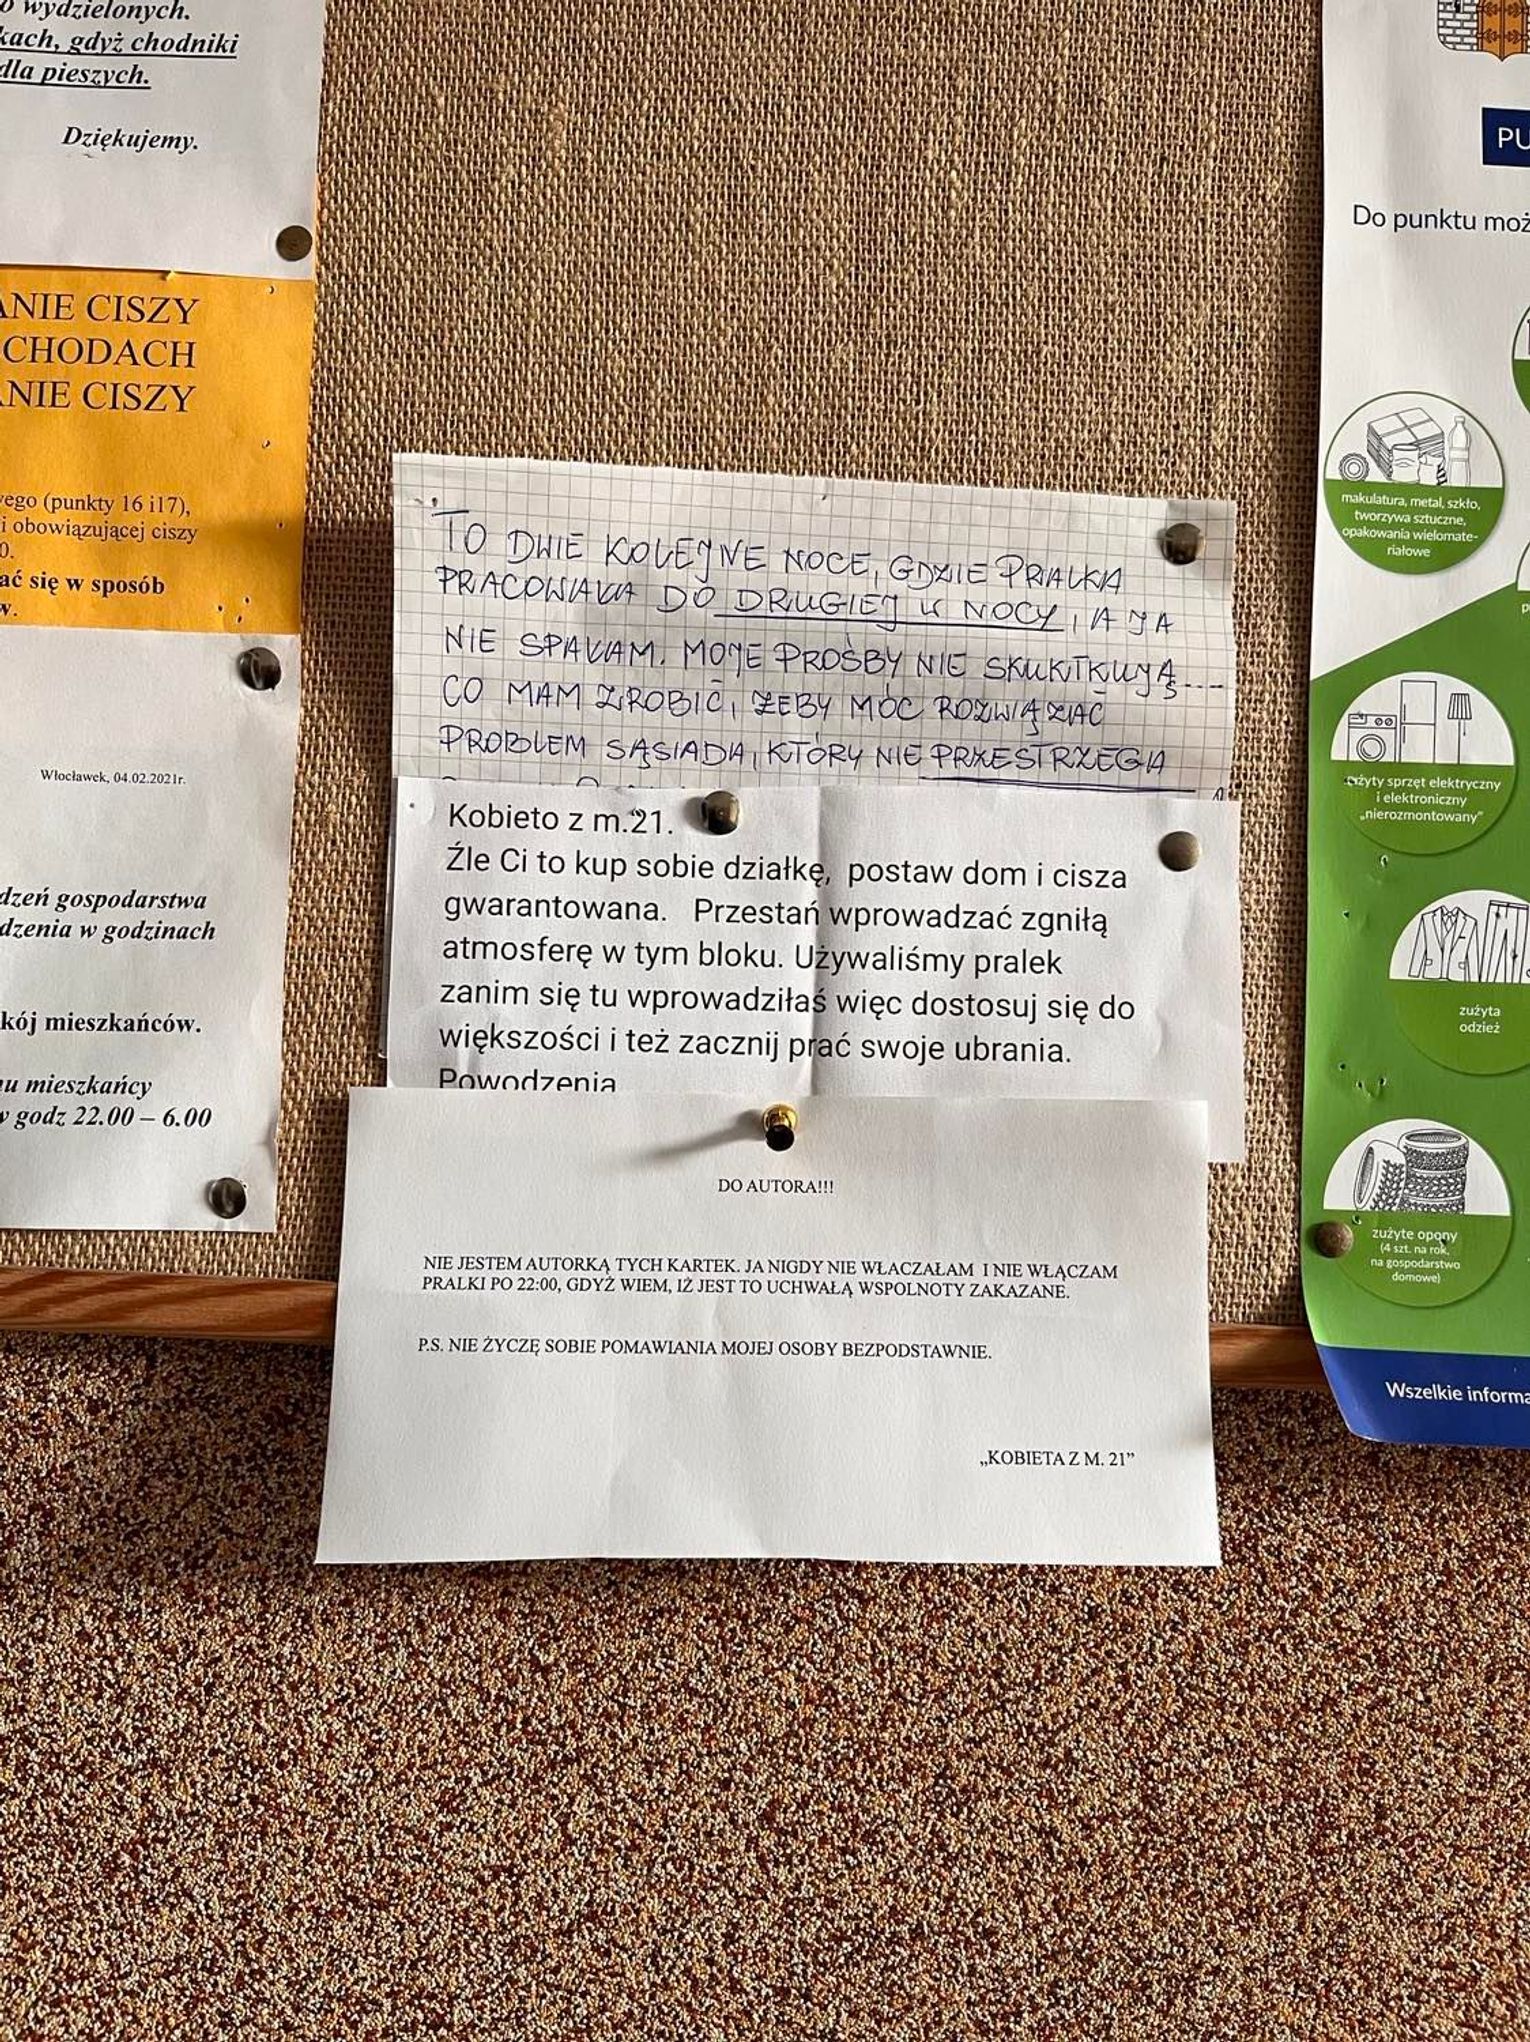 wydzielonych.
kach, gdyż chodniki
dla pieszych.
Dziękujemy.
ANIE CISZY
CHODACH
ANIE CISZY
(punkty 16 i17),
i obowiązującej ciszy
0.
ać się w sposób
w.
Włocławek, 04.02.2021r.
dzeń gospodarstwa
dzenia w godzinach
kój mieszkańców.
mieszkańcy
w godz 22.00 – 6.00
TO DWIE KOLEJNE NOCE, GDZIE PRALKA
PRACOWAŁA DO DRUGIEJ W NOCY, A JA
NIE SPAŁAM. MOJE PROŚBY NIE SKUKTKUJĄ....
CO MAM ZROBIĆ, ŻEBY MÓC ROZWIĄZAĆ
PROBLEM SĄSIADA, KTÓRY NIE PRZESTRZEGA
Kobieto z m.21.
Źle Ci to kup sobie działkę, postaw dom i cisza
gwarantowana. Przestań wprowadzać zgniłą
atmosferę w tym bloku. Używaliśmy pralek
zanim się tu wprowadziłaś więc dostosuj się do
większości i też zacznij prać swoje ubrania.
Powodzenia
DO AUTORA!!!
NIE JESTEM AUTORKĄ TYCH KARTEK. JA NIGDY NIE WŁACZAŁAM I NIE WŁĄCZAM
PRALKI PO 22:00, GDYŻ WIEM, IŻ JEST TO UCHWAŁĄ WSPOLNOTY ZAKAZANE.
P.S. NIE ŻYCZĘ SOBIE POMAWIANIA MOJEJ OSOBY BEZPODSTAWNIE.
„KOBIETA Z M. 21”
PU
Do punktu moż
makulatura, metal, szkło,
tworzywa sztuczne,
opakowania wielomate-
riałowe
zużyty sprzęt elektryczny
i elektroniczny
„nierozmontowany”
zużyta
odzież
zużyte opony
(4 szt. na rok,
na gospodarstwo
domowe)
Wszelkie informa